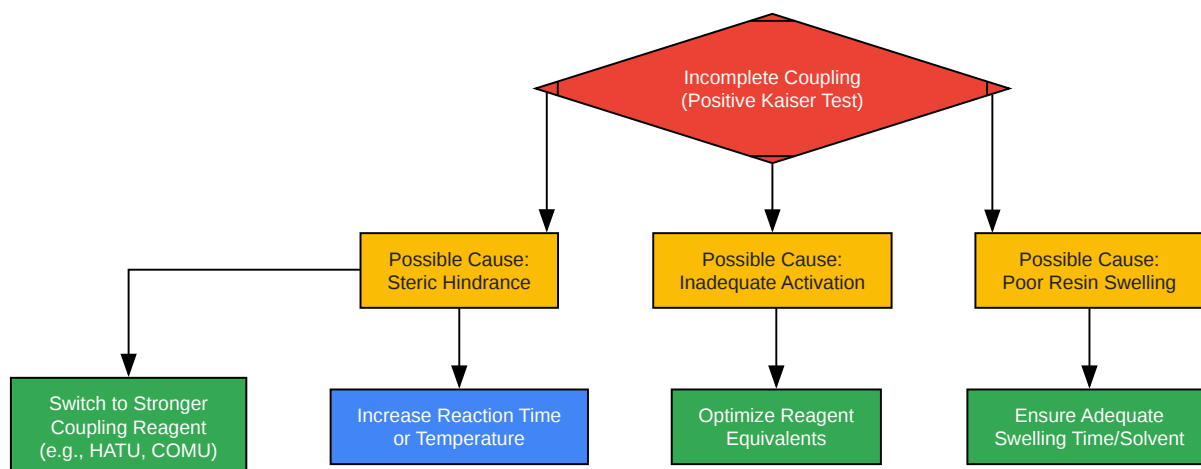 Incomplete Coupling
(Positive Kaiser Test)
Possible Cause:
Steric Hindrance
Possible Cause:
Inadequate Activation
Possible Cause:
Poor Resin Swelling
Switch to Stronger
Coupling Reagent
(e.g., HATU, COMU)
Increase Reaction Time
or Temperature
Optimize Reagent
Equivalents
Ensure Adequate
Swelling Time/Solvent